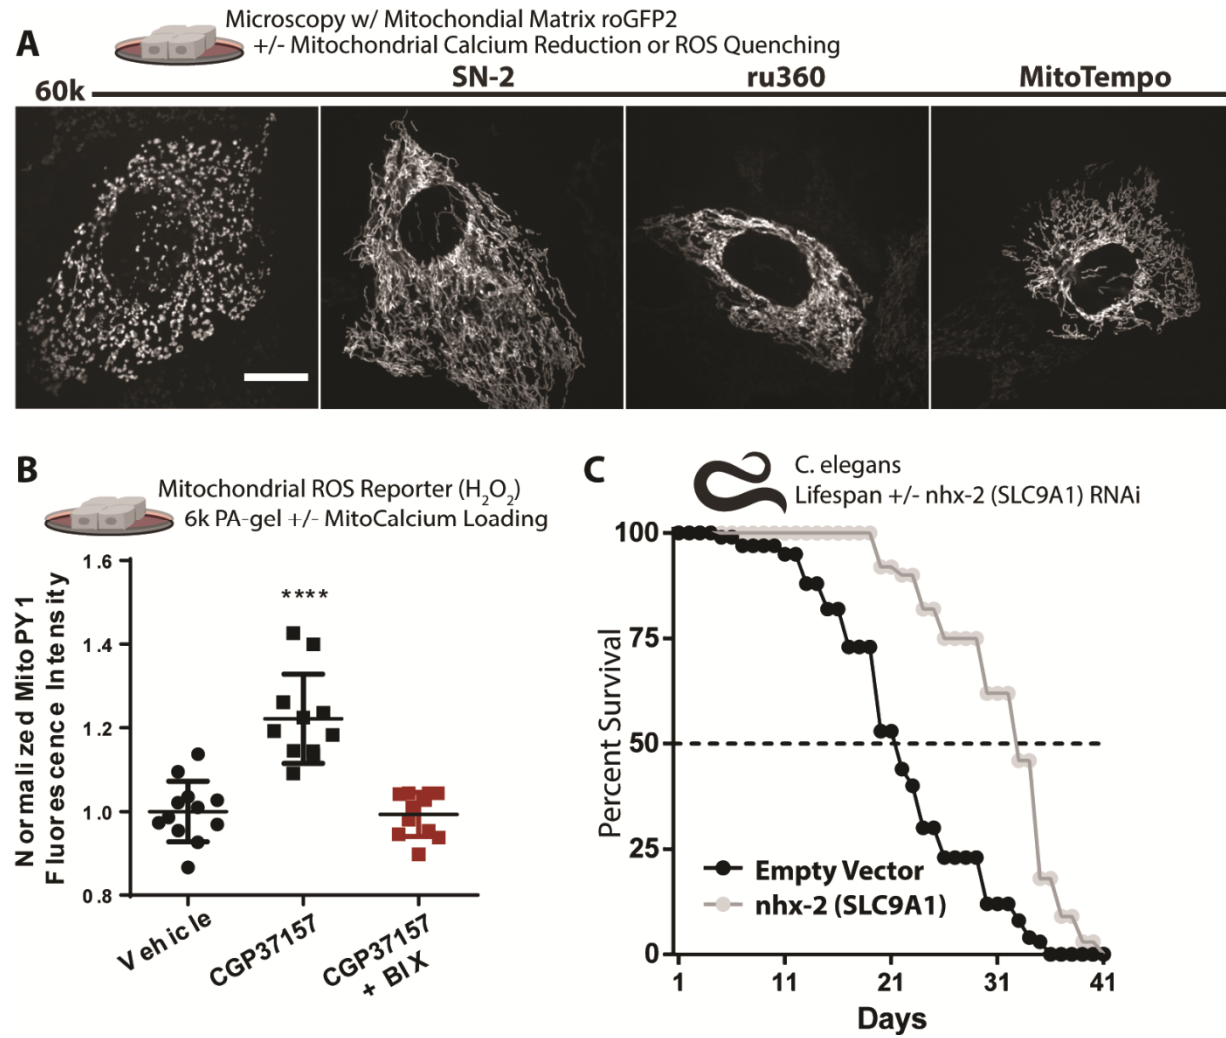 A
Microscopy w/ Mitochondial Matrix roGFP2
+/- Mitochondrial Calcium Reduction or ROS Quenching
60k
SN-2
ru360
MitoTempo
B
Mitochondrial ROS Reporter (H₂O₂)
6k PA-gel +/- MitoCalcium Loading
Normalized MitoPY1
Fluorescence Intensity
1.6
1.4
1.2
1.0
0.8
****
Vehicle
CGP37157
CGP37157
+ BIX
C
C. elegans
Lifespan +/- nhx-2 (SLC9A1) RNAi
Percent Survival
100
75
50
25
0
Empty Vector
nhx-2 (SLC9A1)
1
11
21
31
41
Days